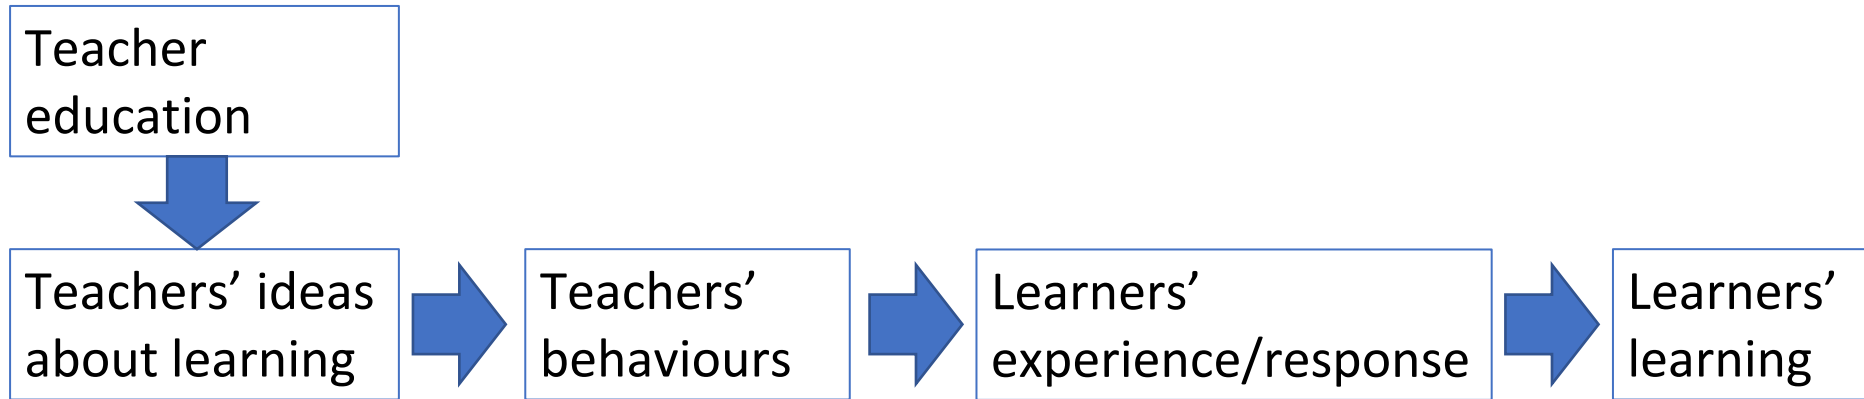 Teacher
education
Teachers’ ideas
about learning
Teachers’
behaviours
Learners’
experience/response
Learners’
learning